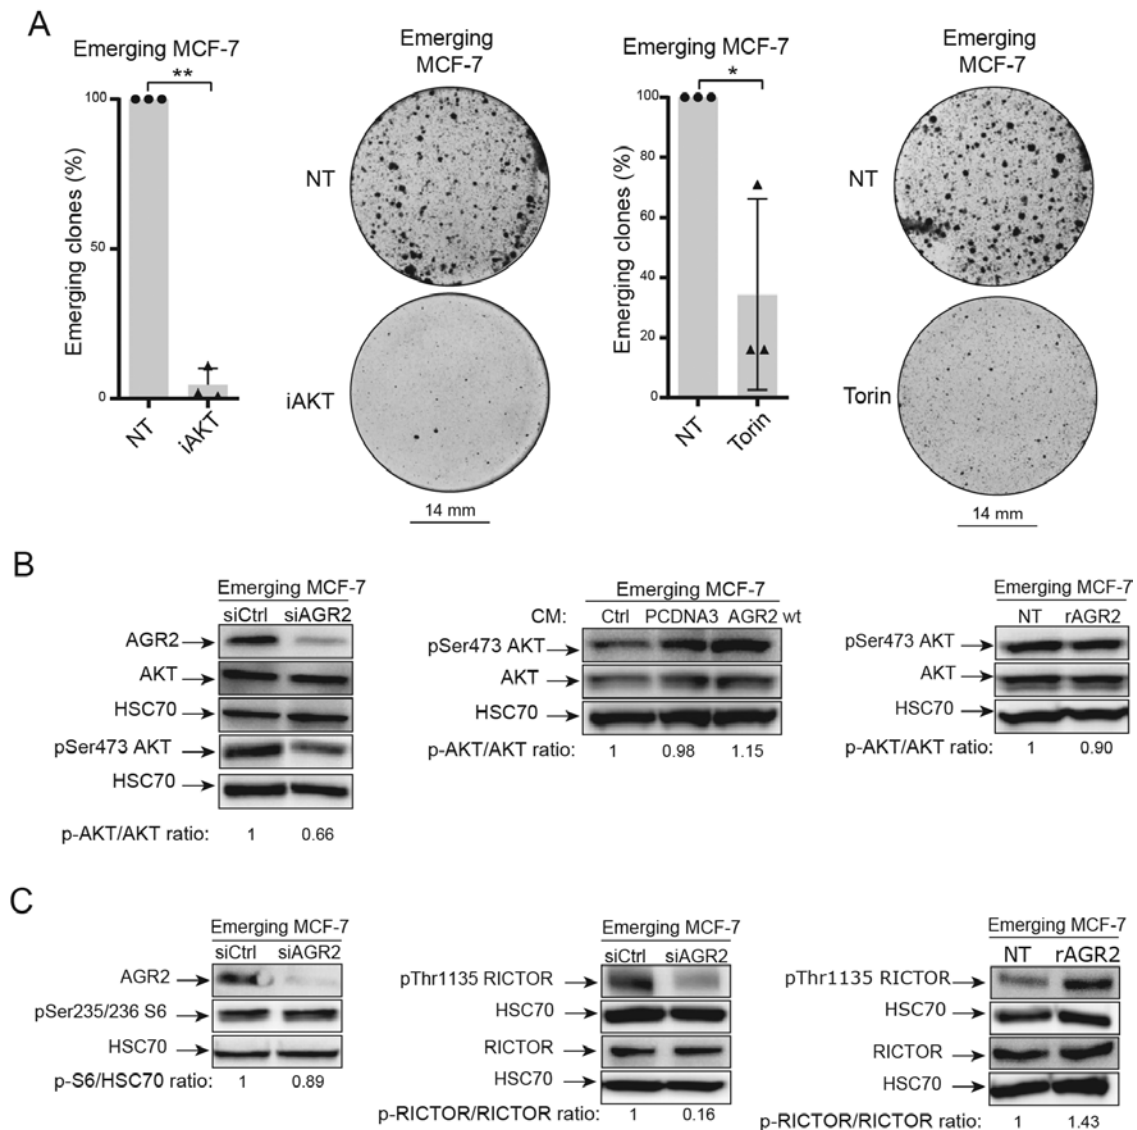 A
Emerging MCF-7
**
Emerging clones (%)
100
50
0
NT
iAKT
Emerging
MCF-7
NT
iAKT
14 mm
Emerging MCF-7
*
Emerging clones (%)
100
80
60
40
20
0
NT
Torin
Emerging
MCF-7
NT
Torin
14 mm
B
Emerging MCF-7
siCtrl siAGR2
AGR2
AKT
HSC70
pSer473 AKT
HSC70
p-AKT/AKT ratio: 1 0.66
Emerging MCF-7
CM: Ctrl PCDNA3 AGR2 wt
pSer473 AKT
AKT
HSC70
p-AKT/AKT ratio: 1 0.98 1.15
Emerging MCF-7
NT rAGR2
pSer473 AKT
AKT
HSC70
p-AKT/AKT ratio: 1 0.90
C
Emerging MCF-7
siCtrl siAGR2
AGR2
pSer235/236 S6
HSC70
p-S6/HSC70 ratio: 1 0.89
Emerging MCF-7
siCtrl siAGR2
pThr1135 RICTOR
HSC70
RICTOR
HSC70
p-RICTOR/RICTOR ratio: 1 0.16
Emerging MCF-7
NT rAGR2
pThr1135 RICTOR
HSC70
RICTOR
HSC70
p-RICTOR/RICTOR ratio: 1 1.43